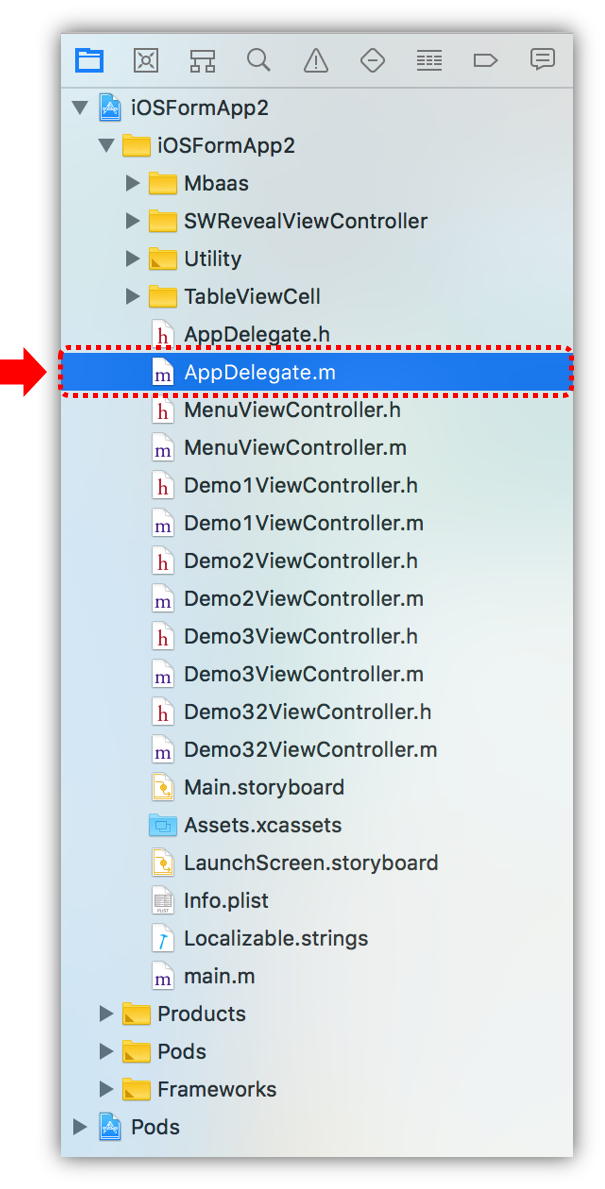 iOSFormApp2
iOSFormApp2
Mbaas
SWRevealViewController
Utility
TableViewCell
h AppDelegate.h
m AppDelegate.m
h MenuViewController.h
m MenuViewController.m
h Demo1ViewController.h
m Demo1ViewController.m
h Demo2ViewController.h
m Demo2ViewController.m
h Demo3ViewController.h
m Demo3ViewController.m
h Demo32ViewController.h
m Demo32ViewController.m
Main.storyboard
Assets.xcassets
LaunchScreen.storyboard
PLIST Info.plist
Localizable.strings
m main.m
Products
Pods
Frameworks
Pods